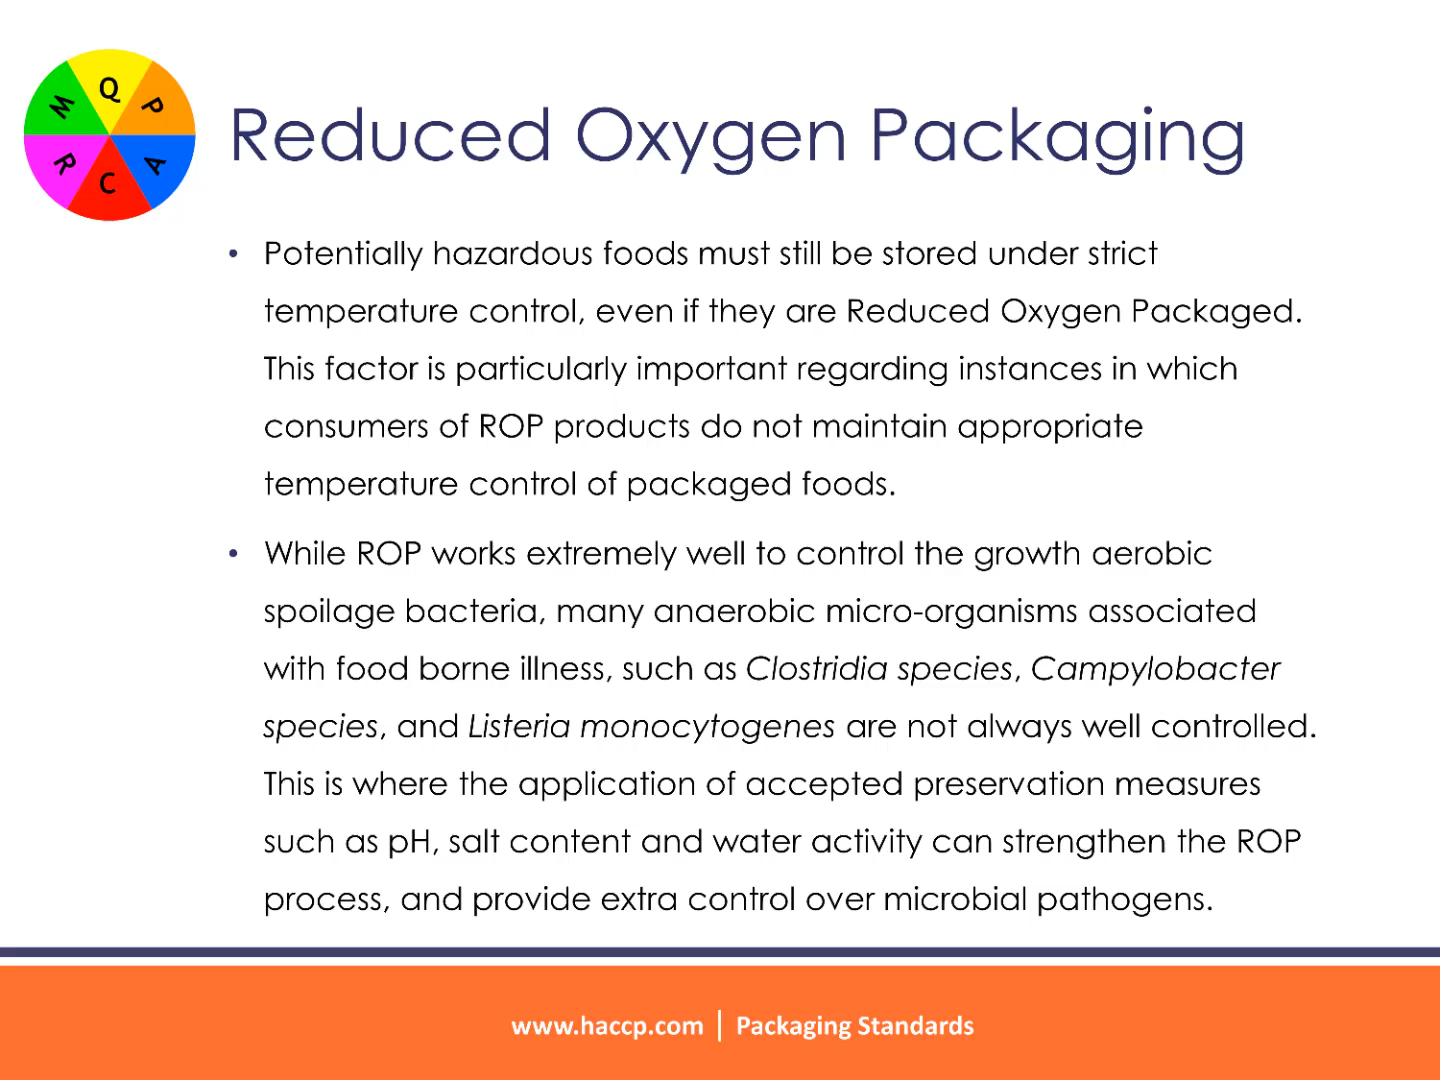 Q
P
A
C
R
M
Reduced Oxygen Packaging
• Potentially hazardous foods must still be stored under strict
temperature control, even if they are Reduced Oxygen Packaged.
This factor is particularly important regarding instances in which
consumers of ROP products do not maintain appropriate
temperature control of packaged foods.
• While ROP works extremely well to control the growth aerobic
spoilage bacteria, many anaerobic micro-organisms associated
with food borne illness, such as Clostridia species, Campylobacter
species, and Listeria monocytogenes are not always well controlled.
This is where the application of accepted preservation measures
such as pH, salt content and water activity can strengthen the ROP
process, and provide extra control over microbial pathogens.
www.haccp.com | Packaging Standards